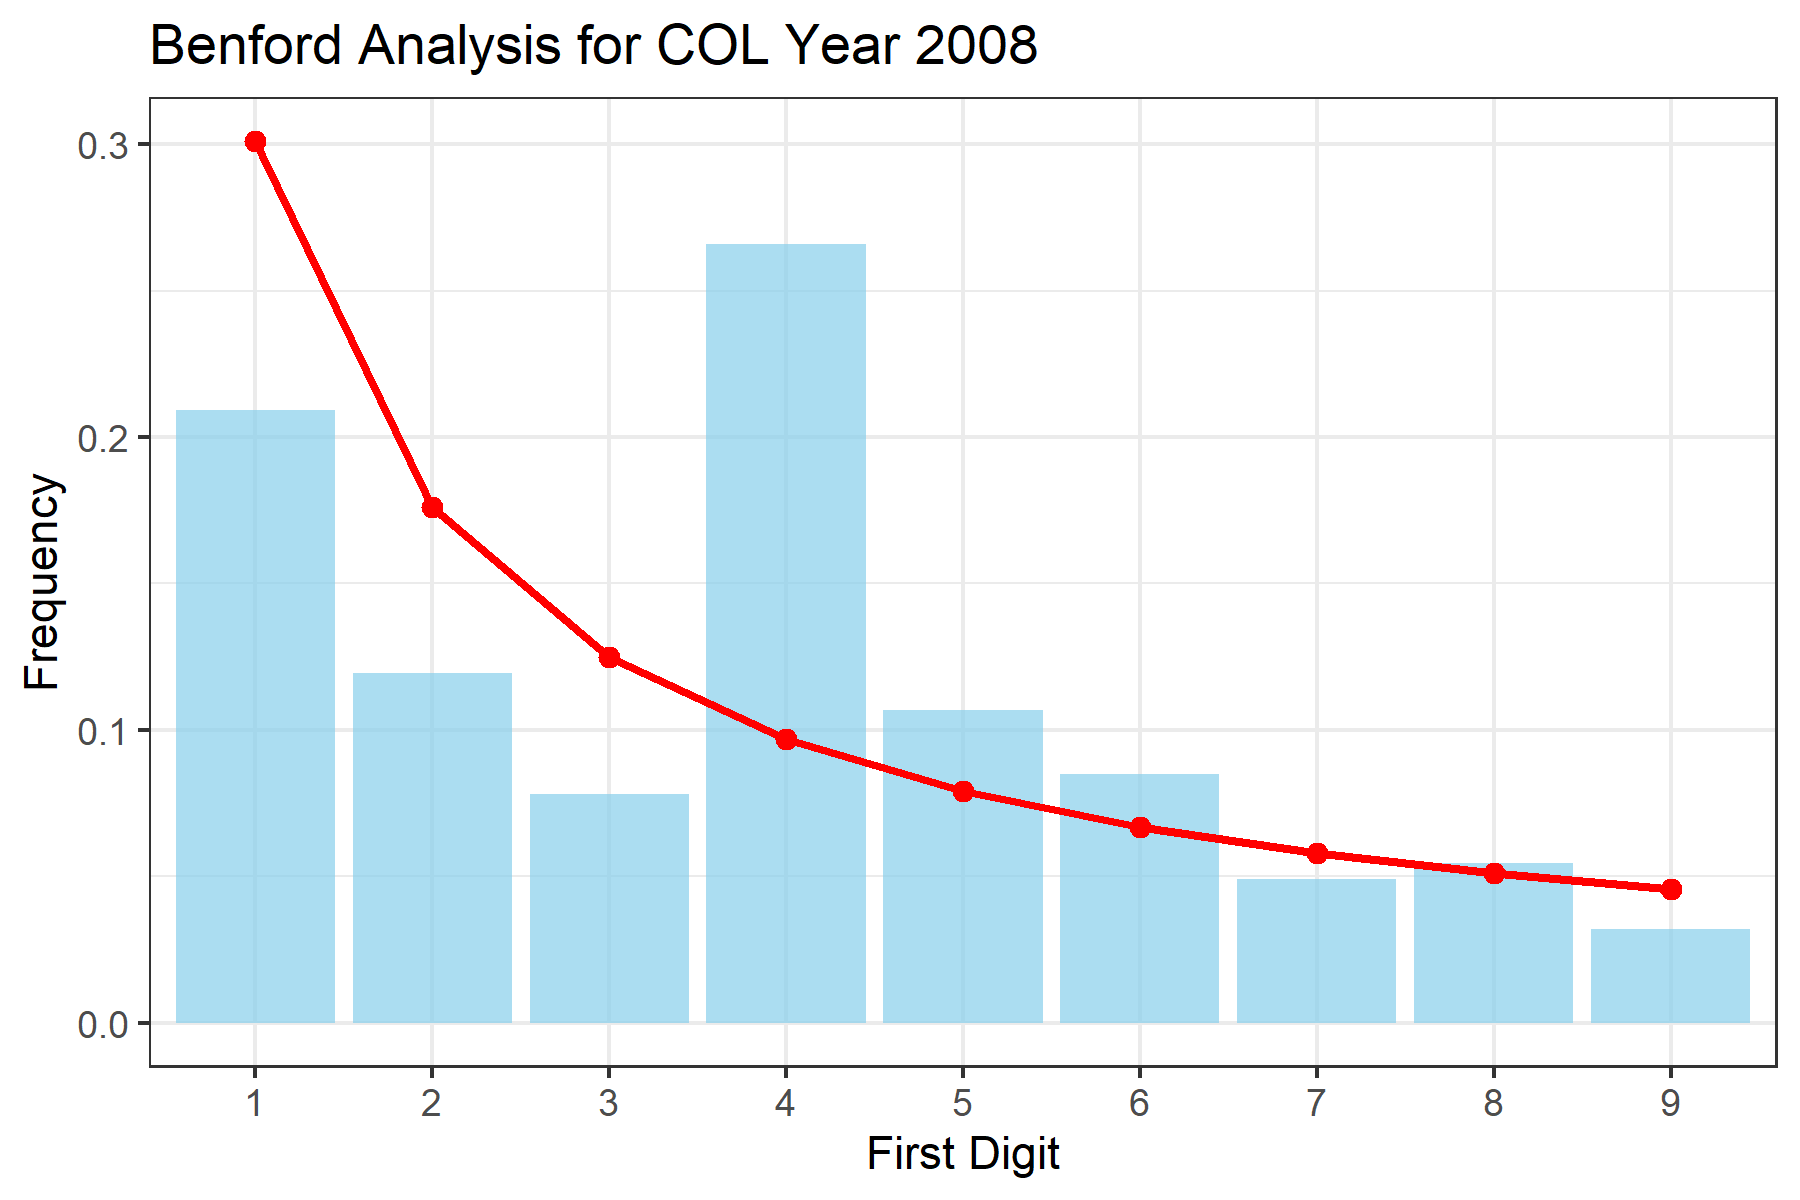 Benford Analysis for COL Year 2008
Frequency
0.3
0.2
0.1
0.0
1 2 3 4 5 6 7 8 9
First Digit